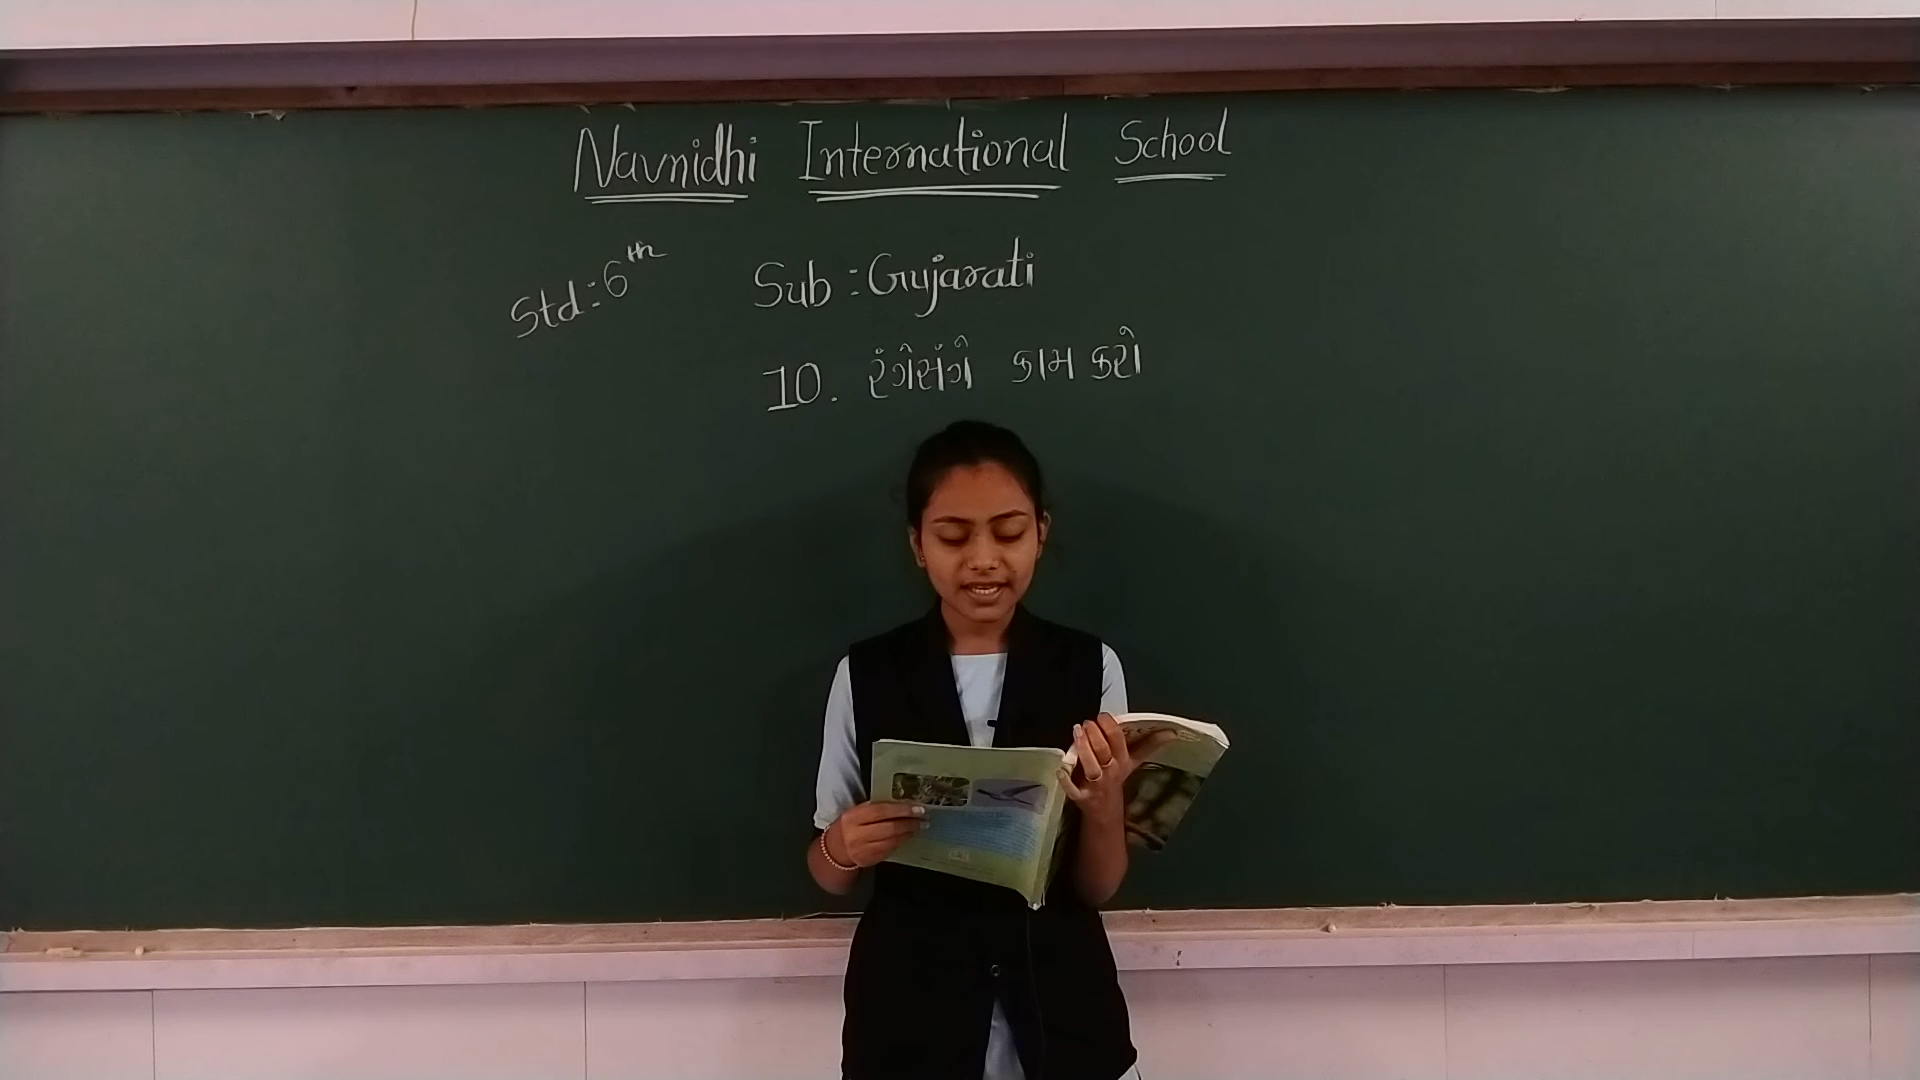 Navnidhi International School
Std:6th
Sub:Gujarati
10. રંગેસંગે કામ કરો